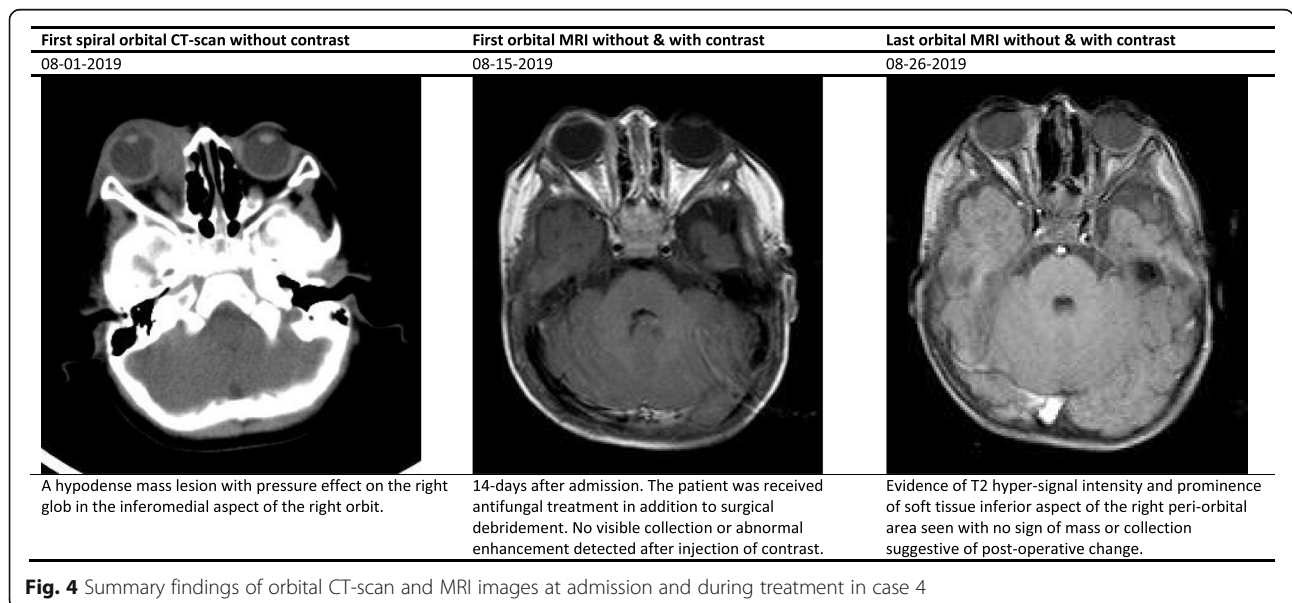 First spiral orbital CT-scan without contrast
First orbital MRI without & with contrast
Last orbital MRI without & with contrast
08-01-2019
08-15-2019
08-26-2019
A hypodense mass lesion with pressure effect on the right
glob in the inferomedial aspect of the right orbit.
14-days after admission. The patient was received
antifungal treatment in addition to surgical
debridement. No visible collection or abnormal
enhancement detected after injection of contrast.
Evidence of T2 hyper-signal intensity and prominence
of soft tissue inferior aspect of the right peri-orbital
area seen with no sign of mass or collection
suggestive of post-operative change.
Fig. 4 Summary findings of orbital CT-scan and MRI images at admission and during treatment in case 4